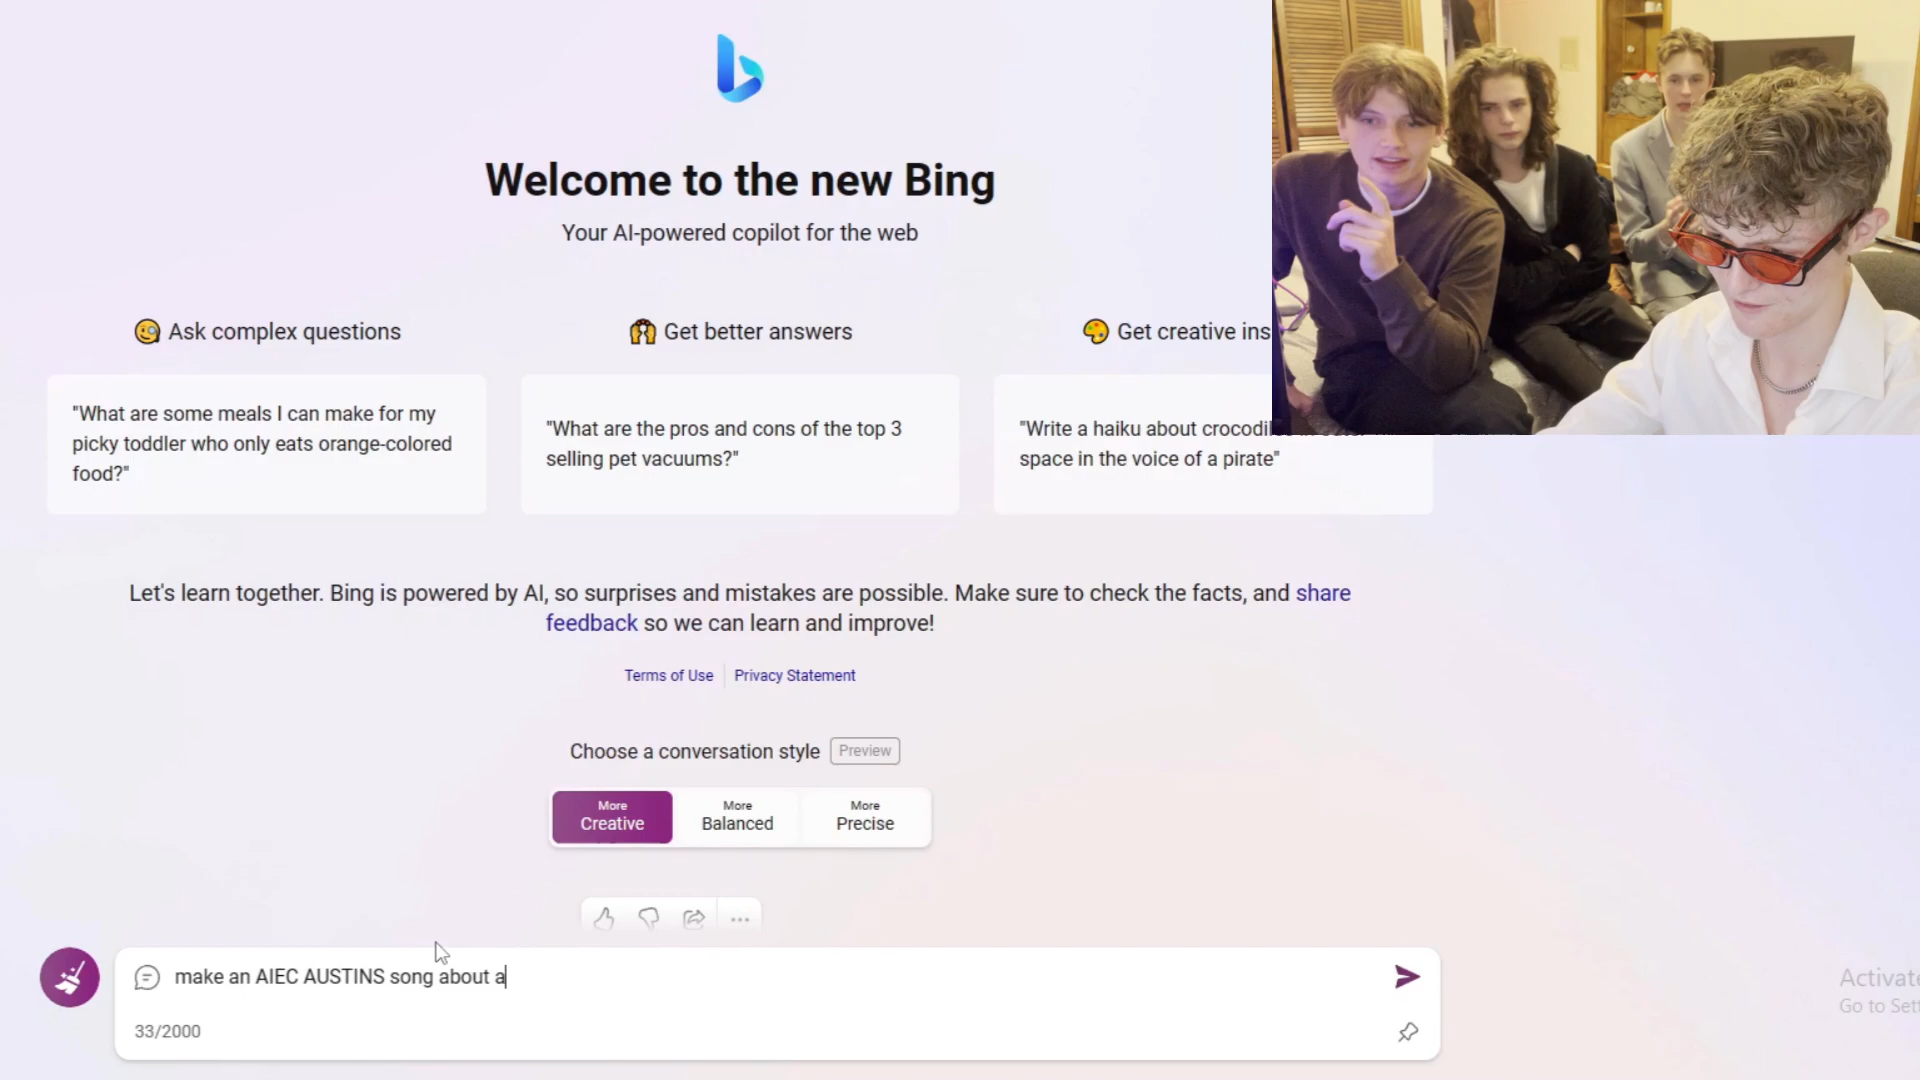 Welcome to the new Bing
Your AI-powered copilot for the web
Ask complex questions
Get better answers
Get creative ins
"What are some meals I can make for my
picky toddler who only eats orange-colored
food?"
"What are the pros and cons of the top 3
selling pet vacuums?"
"Write a haiku about crocodil
space in the voice of a pirate"
Let's learn together. Bing is powered by AI, so surprises and mistakes are possible. Make sure to check the facts, and share
feedback so we can learn and improve!
Terms of Use Privacy Statement
Choose a conversation style Preview
More
Creative
More
Balanced
More
Precise
make an AIEC AUSTINS song about a
33/2000
Activate
Go to Sett